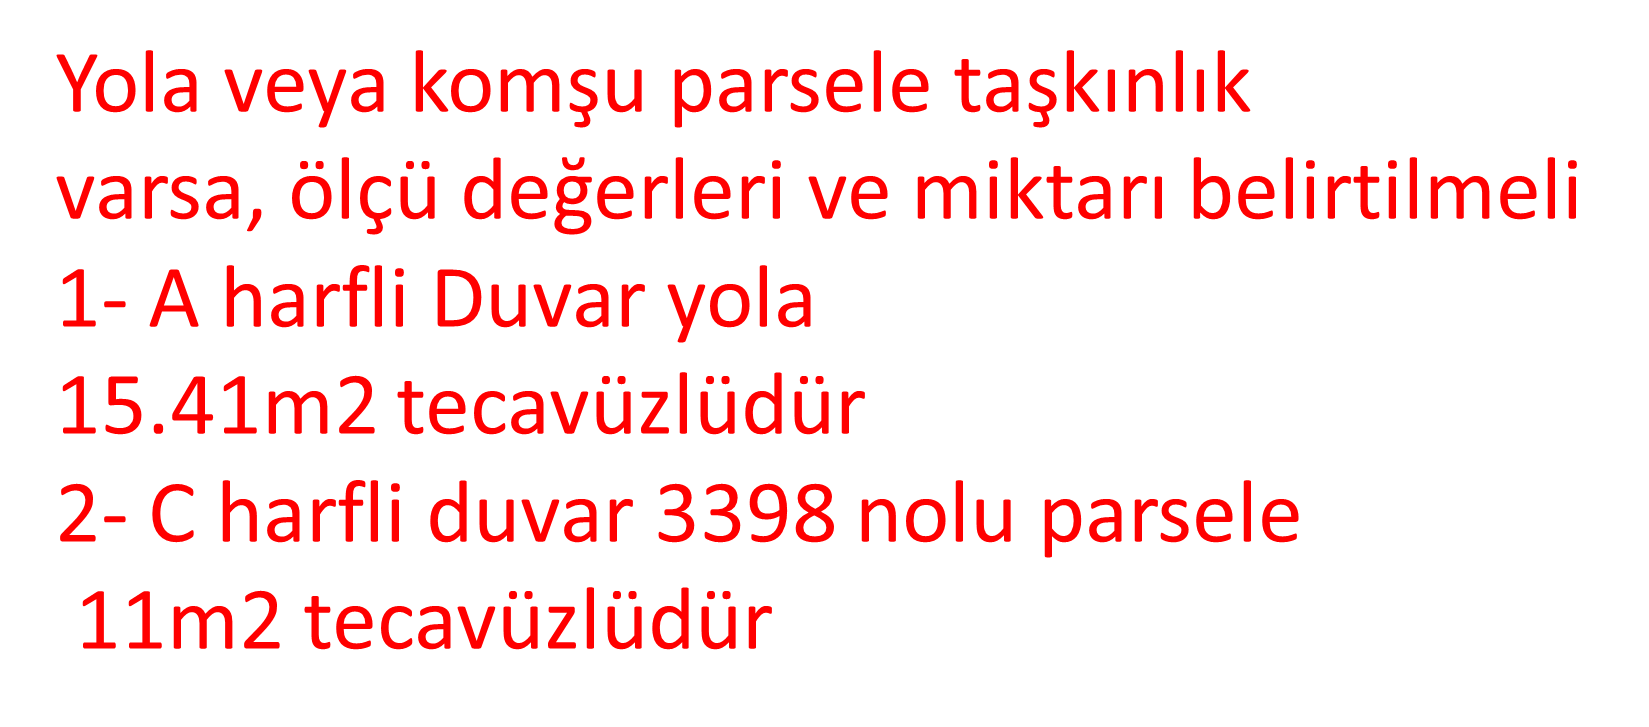 Yola veya komşu parsele taşkınlık
varsa, ölçü değerleri ve miktarı belirtilmeli
1- A harfli Duvar yola
15.41m2 tecavüzlüdür
2- C harfli duvar 3398 nolu parsele
11m2 tecavüzlüdür